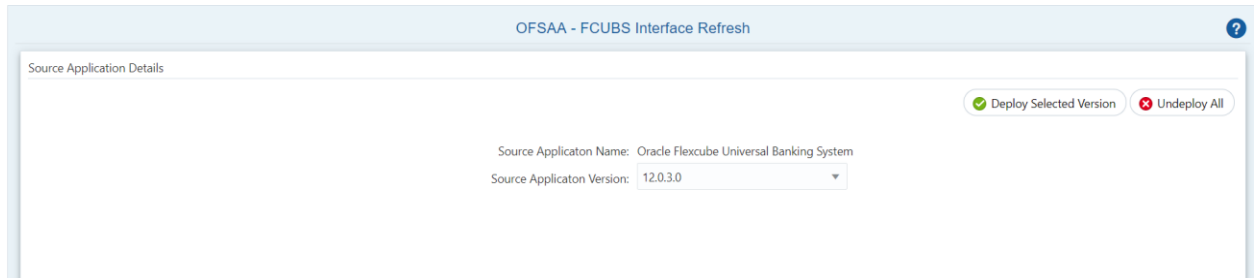 OFSAA - FCUBS Interface Refresh
?
Source Application Details
Deploy Selected Version
Undeploy All
Source Applicaton Name: Oracle Flexcube Universal Banking System
Source Applicaton Version: 12.0.3.0